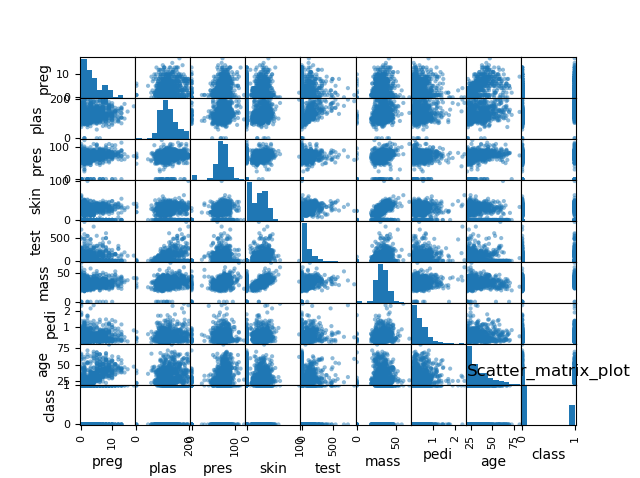 preg
10
0
plas
200
0
pres
100
0
skin
100
0
test
500
0
mass
50
0
pedi
2
1
age
75
50
25
Scatter_matrix_plot
class
0
0 10 0 200 0 100 0 100 0 500 0 50 1 2 25 50 75 0 1
preg plas pres skin test mass pedi age class